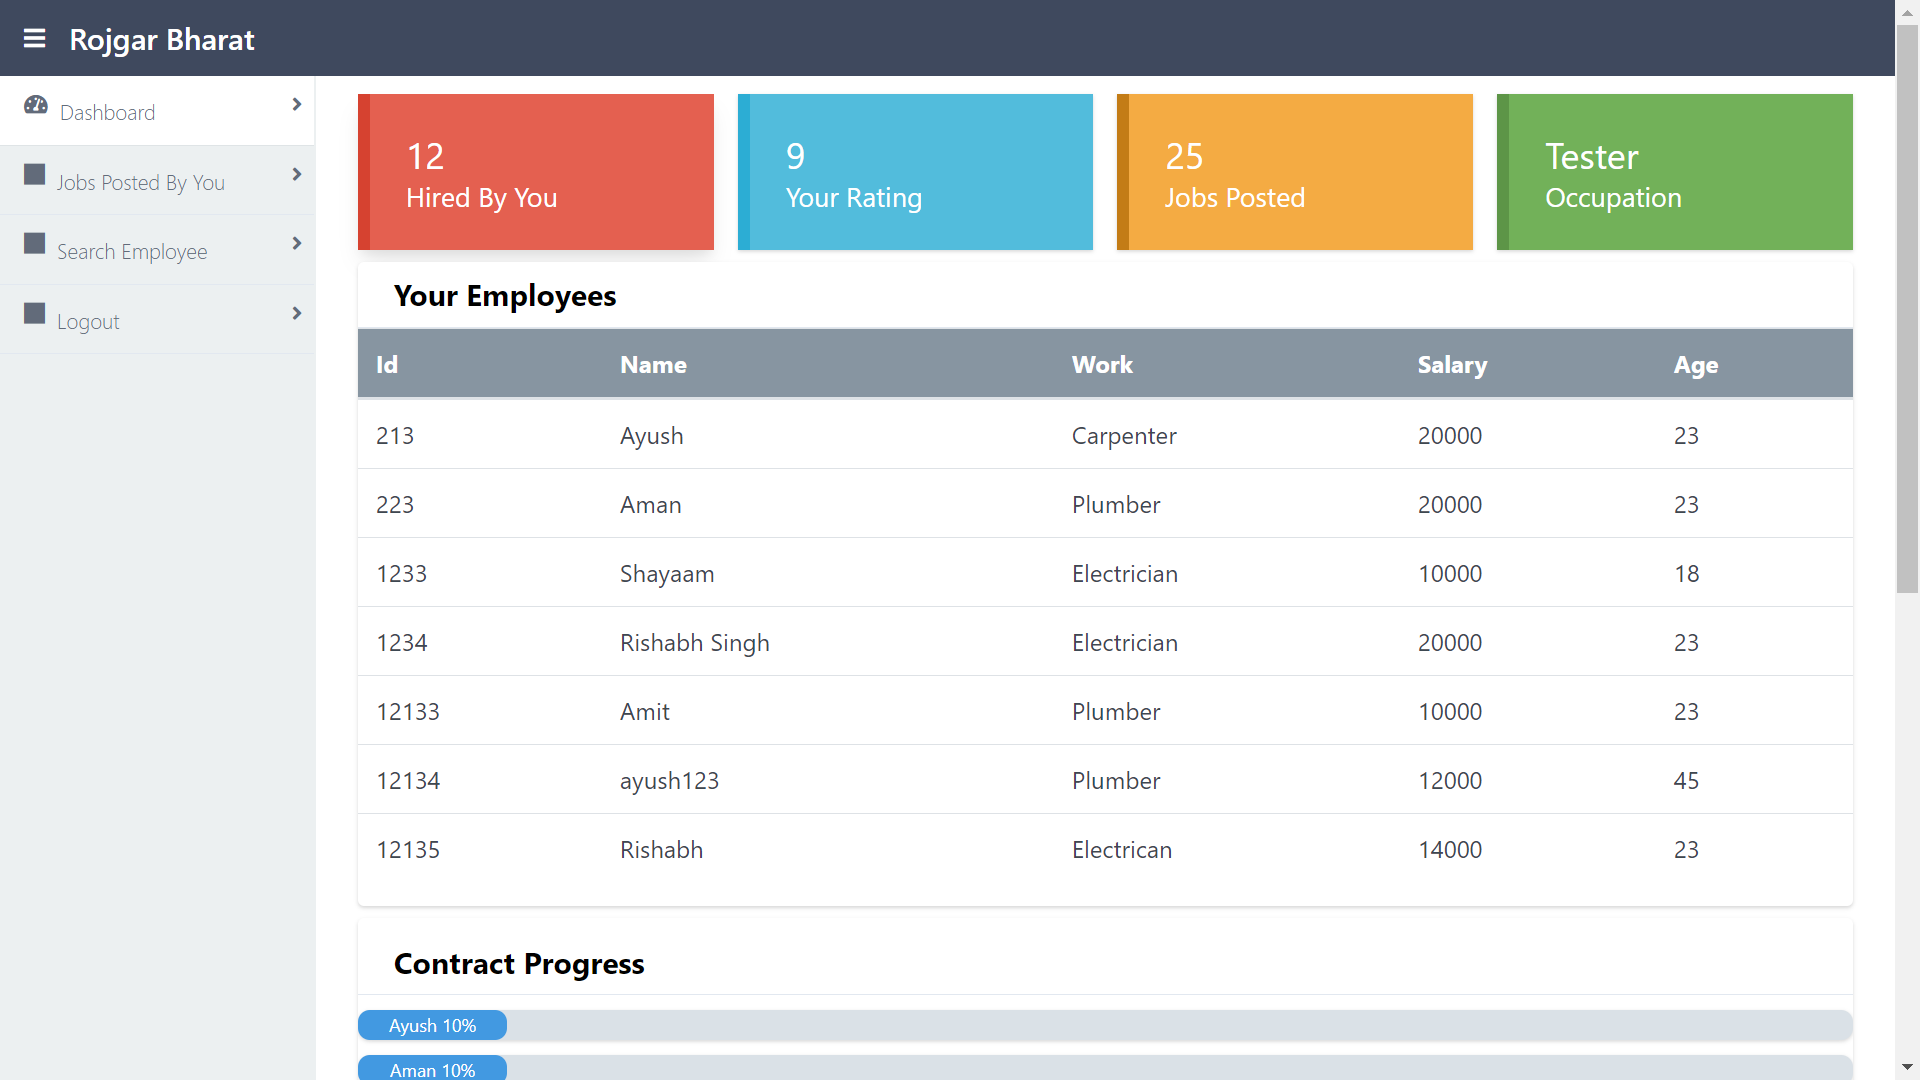 Rojgar Bharat
Dashboard
Jobs Posted By You
Search Employee
Logout
12
Hired By You
9
Your Rating
25
Jobs Posted
Tester
Occupation
Your Employees
Id Name Work Salary Age
213 Ayush Carpenter 20000 23
223 Aman Plumber 20000 23
1233 Shayaam Electrician 10000 18
1234 Rishabh Singh Electrician 20000 23
12133 Amit Plumber 10000 23
12134 ayush123 Plumber 12000 45
12135 Rishabh Electrican 14000 23
Contract Progress
Ayush 10%
Aman 10%